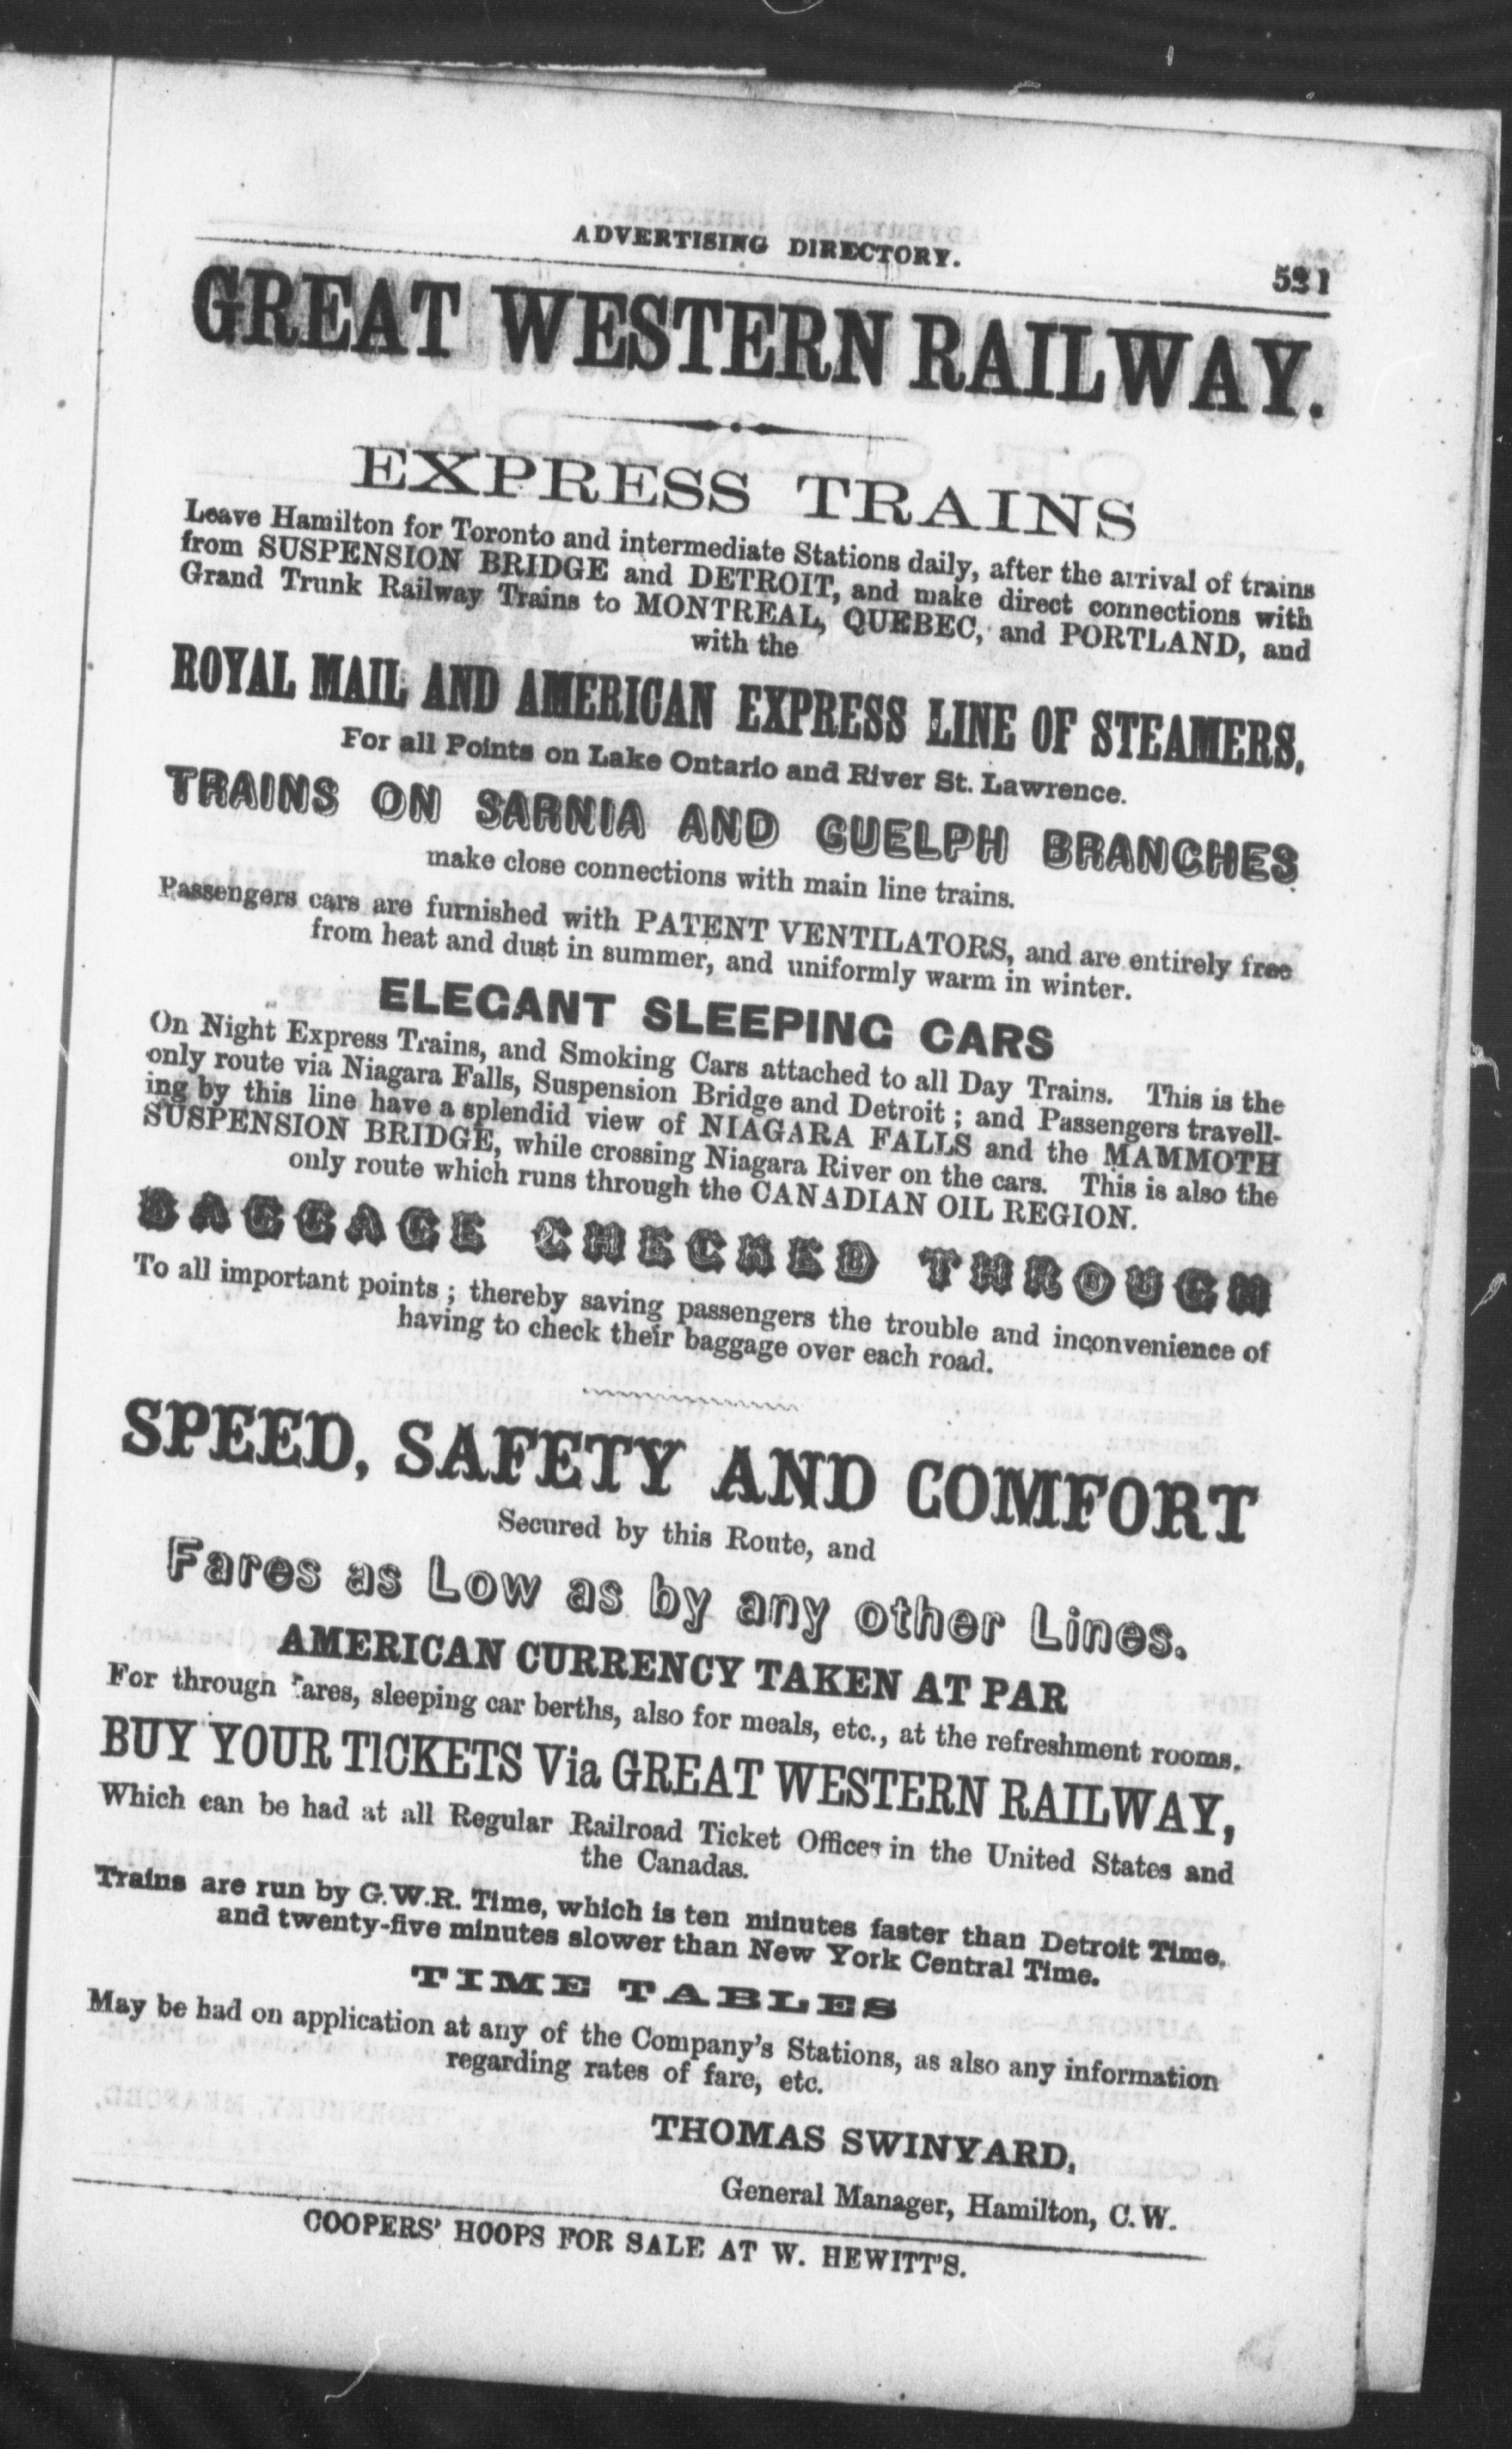 ADVERTISING DIRECTORY.
521
GREAT WESTERN RAILWAY.
EXPRESS TRAINS
Leave Hamilton for Toronto and intermediate Stations daily, after the arrival of trains
from SUSPENSION BRIDGE and DETROIT, and make direct connections with
Grand Trunk Railway Trains to MONTREAL, QUEBEC, and PORTLAND, and
with the
ROYAL MAIL AND AMERICAN EXPRESS LINE OF STEAMERS,
For all Points on Lake Ontario and River St. Lawrence.
TRAINS ON SARNIA AND GUELPH BRANCHES
make close connections with main line trains.
Passengers cars are furnished with PATENT VENTILATORS, and are entirely free
from heat and dust in summer, and uniformly warm in winter.
ELEGANT SLEEPING CARS
On Night Express Trains, and Smoking Cars attached to all Day Trains. This is the
only route via Niagara Falls, Suspension Bridge and Detroit ; and Passengers travell-
ing by this line have a splendid view of NIAGARA FALLS and the MAMMOTH
SUSPENSION BRIDGE, while crossing Niagara River on the cars. This is also the
only route which runs through the CANADIAN OIL REGION.
BAGGAGE CHECKED THROUGH
To all important points ; thereby saving passengers the trouble and inconvenience of
having to check their baggage over each road.
SPEED, SAFETY AND COMFORT
Secured by this Route, and
Fares as Low as by any other Lines.
AMERICAN CURRENCY TAKEN AT PAR
For through fares, sleeping car berths, also for meals, etc., at the refreshment rooms.
BUY YOUR TICKETS Via GREAT WESTERN RAILWAY,
Which can be had at all Regular Railroad Ticket Offices in the United States and
the Canadas.
Trains are run by G.W.R. Time, which is ten minutes faster than Detroit Time,
and twenty-five minutes slower than New York Central Time.
TIME TABLES
May be had on application at any of the Company's Stations, as also any information
regarding rates of fare, etc.
THOMAS SWINYARD,
General Manager, Hamilton, C.W.
COOPERS' HOOPS FOR SALE AT W. HEWITT'S.